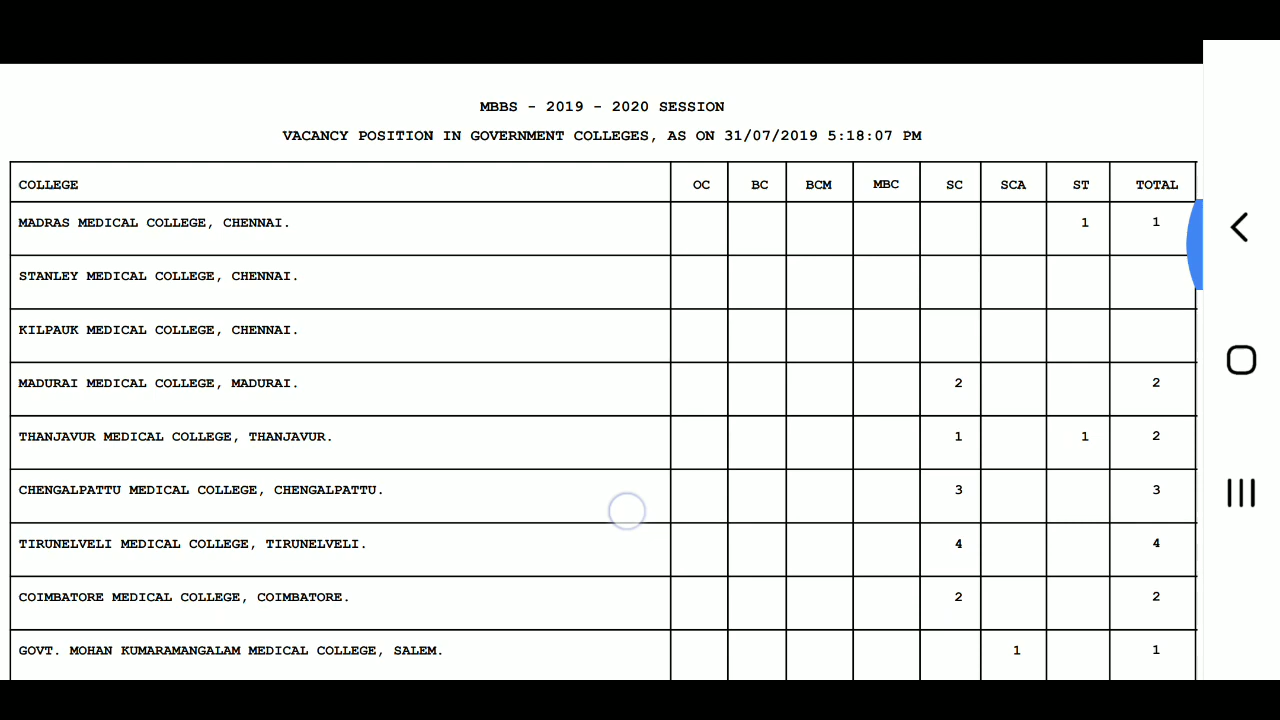 MBBS - 2019 - 2020 SESSION
VACANCY POSITION IN GOVERNMENT COLLEGES, AS ON 31/07/2019 5:18:07 PM
COLLEGE OC BC BCM MBC SC SCA ST TOTAL
MADRAS MEDICAL COLLEGE, CHENNAI. 1 1
STANLEY MEDICAL COLLEGE, CHENNAI.
KILPAUK MEDICAL COLLEGE, CHENNAI.
MADURAI MEDICAL COLLEGE, MADURAI. 2 2
THANJAVUR MEDICAL COLLEGE, THANJAVUR. 1 1 2
CHENGALPATTU MEDICAL COLLEGE, CHENGALPATTU. 3 3
TIRUNELVELI MEDICAL COLLEGE, TIRUNELVELI. 4 4
COIMBATORE MEDICAL COLLEGE, COIMBATORE. 2 2
GOVT. MOHAN KUMARAMANGALAM MEDICAL COLLEGE, SALEM. 1 1